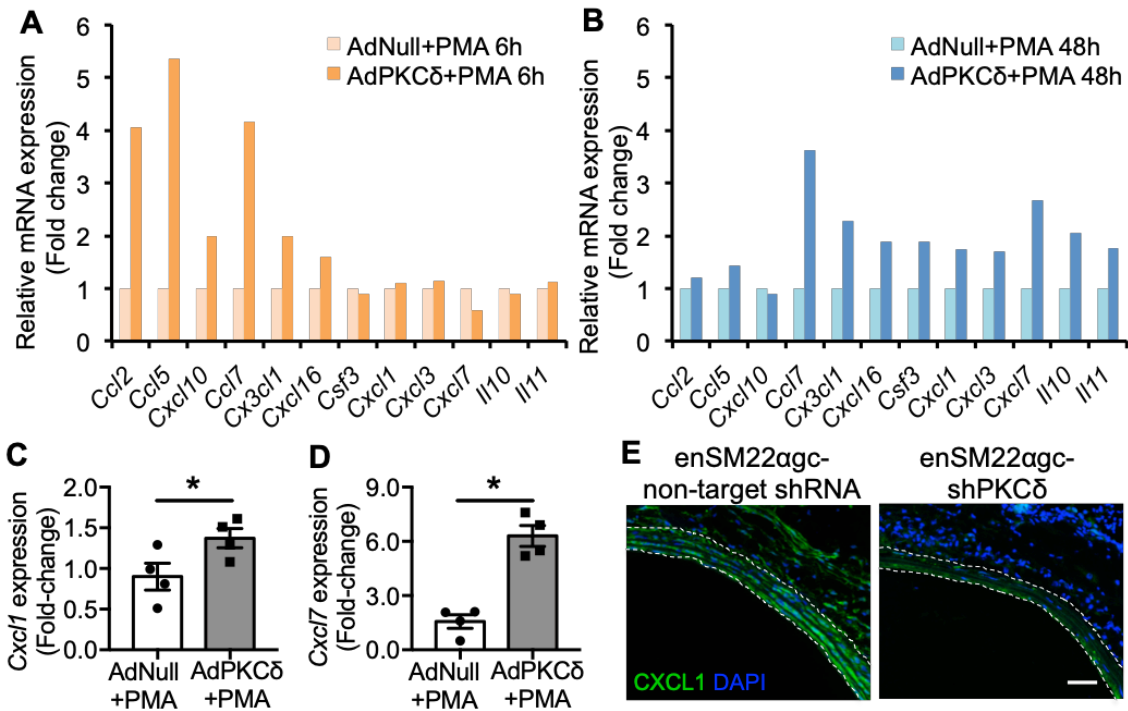 A
Relative mRNA expression
(Fold change)
6
5
4
3
2
1
0
AdNull+PMA 6h
AdPKCδ+PMA 6h
Ccl2
Ccl5
Cxcl10
Ccl7
Cx3cl1
Cxcl16
Csf3
Cxcl1
Cxcl3
Cxcl7
Il10
Il11
B
Relative mRNA expression
(Fold change)
6
5
4
3
2
1
0
AdNull+PMA 48h
AdPKCδ+PMA 48h
Ccl2
Ccl5
Cxcl10
Ccl7
Cx3cl1
Cxcl16
Csf3
Cxcl1
Cxcl3
Cxcl7
Il10
Il11
C
Cxcl1 expression
(Fold-change)
2.0
1.5
1.0
0.5
0.0
*
AdNull
+PMA
AdPKCδ
+PMA
D
Cxcl7 expression
(Fold-change)
9.0
6.0
3.0
0.0
*
AdNull
+PMA
AdPKCδ
+PMA
E
enSM22αgc-
non-target shRNA
enSM22αgc-
shPKCδ
CXCL1 DAPI